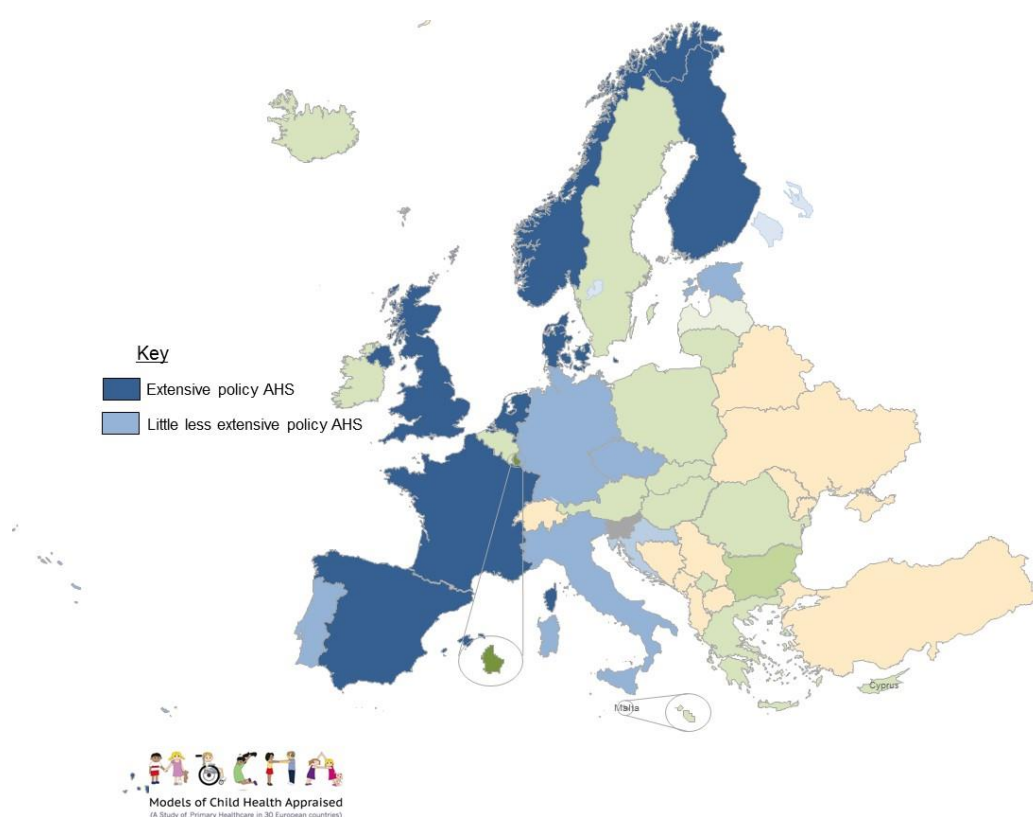 Key
Extensive policy AHS
Little less extensive policy AHS
Cyprus
Malta
MOCHA
Models of Child Health Appraised
(A Study of Primary Healthcare in 30 European countries)